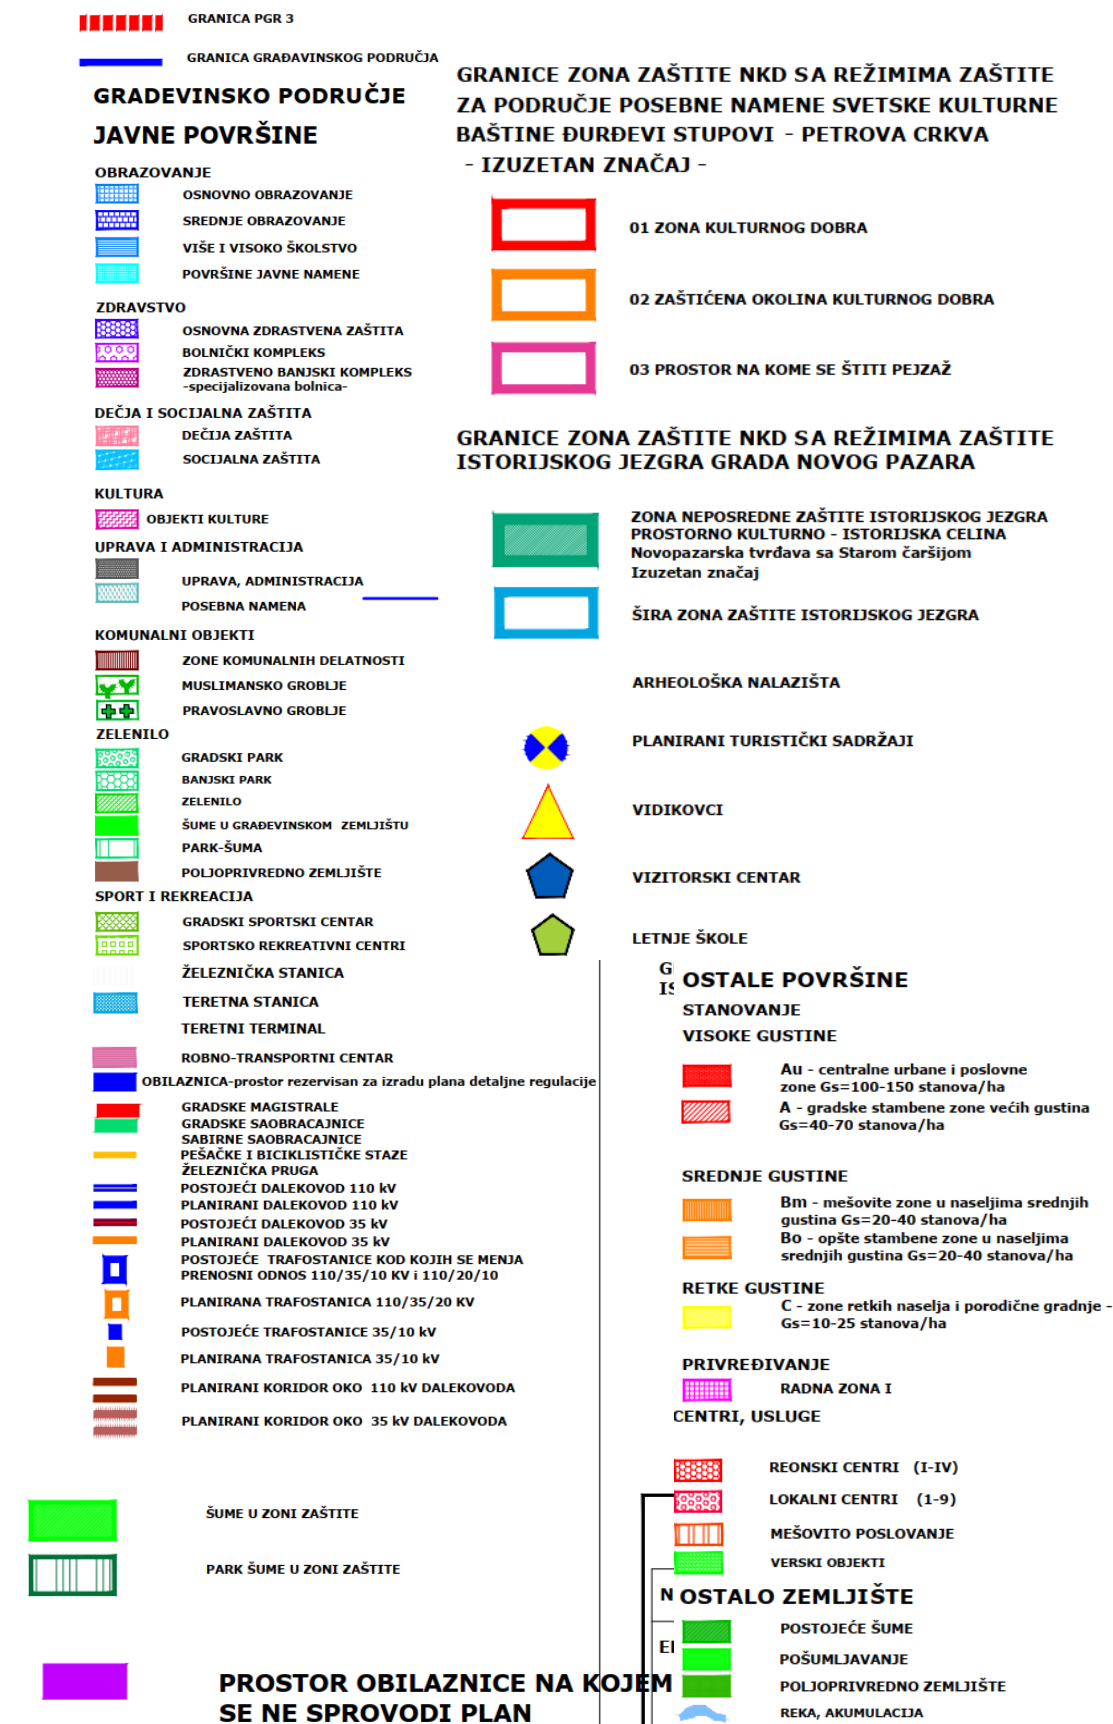 GRANICA PGR 3
GRANICA GRAĐAVINSKOG PODRUČJA
GRADEVINSKO PODRUČJE
JAVNE POVRŠINE
OBRAZOVANJE
OSNOVNO OBRAZOVANJE
SREDNJE OBRAZOVANJE
VIŠE I VISOKO ŠKOLSTVO
POVRŠINE JAVNE NAMENE
ZDRAVSTVO
OSNOVNA ZDRASTVENA ZAŠTITA
BOLNIČKI KOMPLEKS
ZDRASTVENO BANJSKI KOMPLEKS
-specijalizovana bolnica-
DEČJA I SOCIJALNA ZAŠTITA
DEČIJA ZAŠTITA
SOCIJALNA ZAŠTITA
KULTURA
OBJEKTI KULTURE
UPRAVA I ADMINISTRACIJA
UPRAVA, ADMINISTRACIJA
POSEBNA NAMENA
KOMUNALNI OBJEKTI
ZONE KOMUNALNIH DELATNOSTI
MUSLIMANSKO GROBLJE
PRAVOSLAVNO GROBLJE
ZELENILO
GRADSKI PARK
BANJSKI PARK
ZELENILO
ŠUME U GRAĐEVINSKOM ZEMLJIŠTU
PARK-ŠUMA
POLJOPRIVREDNO ZEMLJIŠTE
SPORT I REKREACIJA
GRADSKI SPORTSKI CENTAR
SPORTSKO REKREATIVNI CENTRI
ŽELEZNIČKA STANICA
TERETNA STANICA
TERETNI TERMINAL
ROBNO-TRANSPORTNI CENTAR
OBILAZNICA-prostor rezervisan za izradu plana detaljne regulacije
GRADSKE MAGISTRALE
GRADSKE SAOBRACAJNICE
SABIRNE SAOBRACAJNICE
PEŠAČKE I BICIKLISTIČKE STAZE
ŽELEZNIČKA PRUGA
POSTOJEĆI DALEKOVOD 110 kV
PLANIRANI DALEKOVOD 110 kV
POSTOJEĆI DALEKOVOD 35 kV
PLANIRANI DALEKOVOD 35 kV
POSTOJEĆE TRAFOSTANICE KOD KOJIH SE MENJA
PRENOSNI ODNOS 110/35/10 KV i 110/20/10
PLANIRANA TRAFOSTANICA 110/35/20 KV
POSTOJEĆE TRAFOSTANICE 35/10 kV
PLANIRANA TRAFOSTANICA 35/10 kV
PLANIRANI KORIDOR OKO 110 kV DALEKOVODA
PLANIRANI KORIDOR OKO 35 kV DALEKOVODA
ŠUME U ZONI ZAŠTITE
PARK ŠUME U ZONI ZAŠTITE
PROSTOR OBILAZNICE NA KOJEM
SE NE SPROVODI PLAN
GRANICE ZONA ZAŠTITE NKD SA REŽIMIMA ZAŠTITE
ZA PODRUČJE POSEBNE NAMENE SVETSKE KULTURNE
BAŠTINE ĐURĐEVI STUPOVI - PETROVA CRKVA
- IZUZETAN ZNAČAJ -
01 ZONA KULTURNOG DOBRA
02 ZAŠTIĆENA OKOLINA KULTURNOG DOBRA
03 PROSTOR NA KOME SE ŠTITI PEJZAŽ
GRANICE ZONA ZAŠTITE NKD SA REŽIMIMA ZAŠTITE
ISTORIJSKOG JEZGRA GRADA NOVOG PAZARA
ZONA NEPOSREDNE ZAŠTITE ISTORIJSKOG JEZGRA
PROSTORNO KULTURNO - ISTORIJSKA CELINA
Novopazarska tvrđava sa Starom čaršijom
Izuzetan značaj
ŠIRA ZONA ZAŠTITE ISTORIJSKOG JEZGRA
ARHEOLOŠKA NALAZIŠTA
PLANIRANI TURISTIČKI SADRŽAJI
VIDIKOVCI
VIZITORSKI CENTAR
LETNJE ŠKOLE
OSTALE POVRŠINE
STANOVANJE
VISOKE GUSTINE
Au - centralne urbane i poslovne
zone Gs=100-150 stanova/ha
A - gradske stambene zone većih gustina
Gs=40-70 stanova/ha
SREDNJE GUSTINE
Bm - mešovite zone u naseljima srednjih
gustina Gs=20-40 stanova/ha
Bo - opšte stambene zone u naseljima
srednjih gustina Gs=20-40 stanova/ha
RETKE GUSTINE
C - zone retkih naselja i porodične gradnje -
Gs=10-25 stanova/ha
PRIVREĐIVANJE
RADNA ZONA I
CENTRI, USLUGE
REONSKI CENTRI (I-IV)
LOKALNI CENTRI (1-9)
MEŠOVITO POSLOVANJE
VERSKI OBJEKTI
OSTALO ZEMLJIŠTE
POSTOJEĆE ŠUME
POŠUMLJAVANJE
POLJOPRIVREDNO ZEMLJIŠTE
REKA, AKUMULACIJA